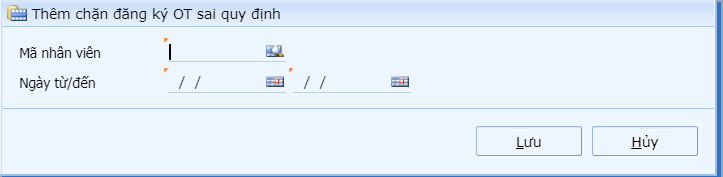 Thêm chặn đăng ký OT sai quy định
Mã nhân viên
Ngày từ/đến / / / /
Lưu Hủy